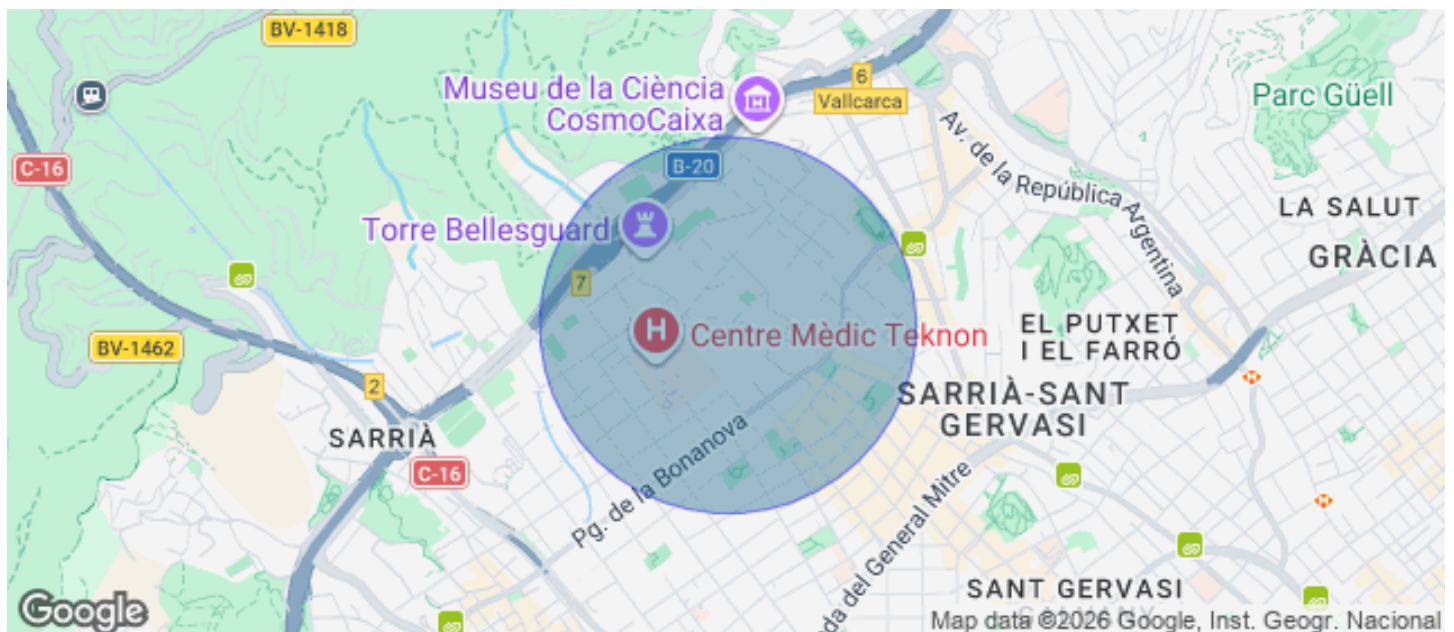 BV-1418
6
Vallcarca
Museu de la Ciència
CosmoCaixa
Parc Güell
C-16
B-20
Av. de la República Argentina
LA SALUT
Torre Bellesguard
GRÀCIA
7
EL PUTXET
I EL FARRÓ
H
Centre Mèdic Teknon
BV-1462
2
SARRIÀ-SANT
GERVASI
SARRIÀ
C-16
Pg. de la Bonanova
da del General Mitre
SANT GERVASI
Google
Map data ©2026 Google, Inst. Geogr. Nacional